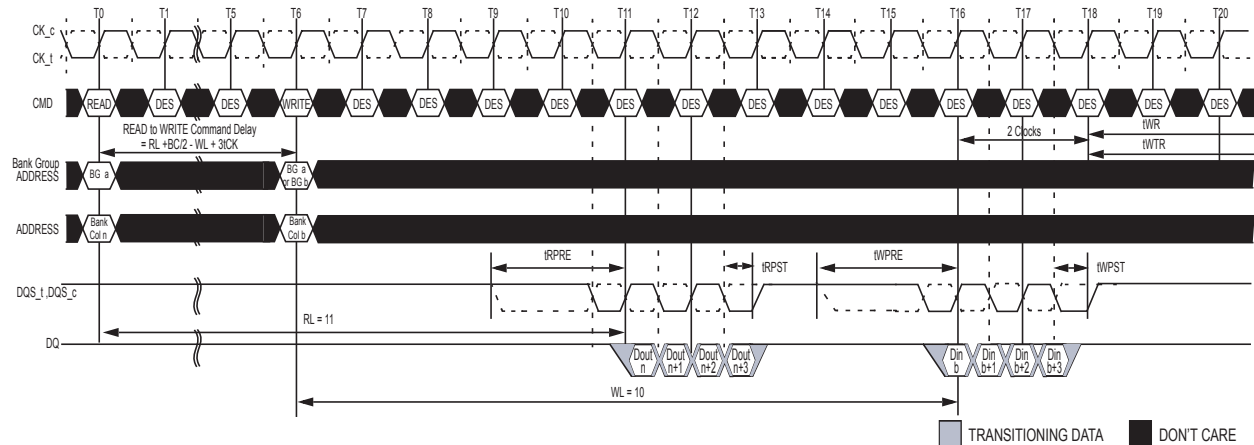 T0 T1 T5 T6 T7 T8 T9 T10 T11 T12 T13 T14 T15 T16 T17 T18 T19 T20
CK_c
CK_t
CMD READ DES DES WRITE DES DES DES DES DES DES DES DES DES DES DES DES DES DES
READ to WRITE Command Delay
= RL +BC/2 - WL + 3tCK
2 Clocks
tWR
tWTR
Bank Group
ADDRESS
BG a
BG a
or BG b
ADDRESS
Bank
Col n
Bank
Col b
tRPRE
tRPST
tWPRE
tWPST
DQS_t ,DQS_c
RL = 11
DQ
Dout
n
Dout
n+1
Dout
n+2
Dout
n+3
Din
b
Din
b+1
Din
b+2
Din
b+3
WL = 10
TRANSITIONING DATA
DON'T CARE